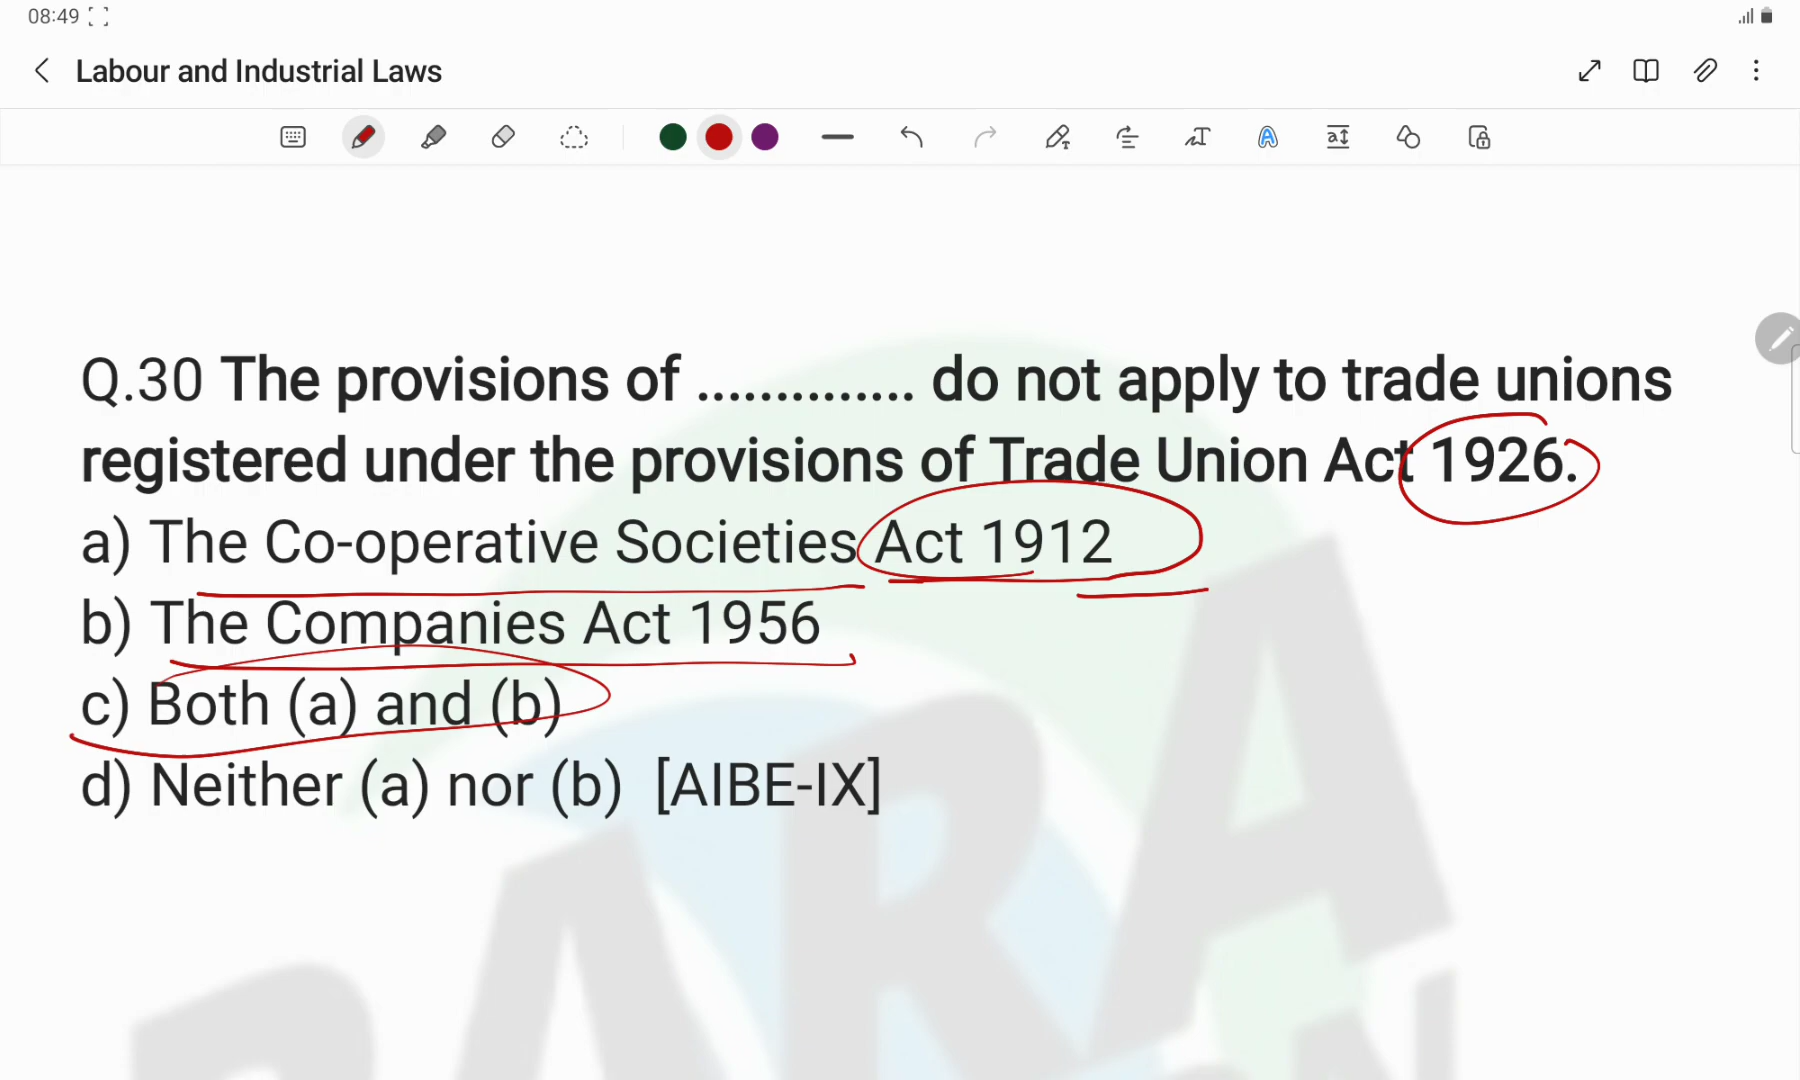 08:49
Labour and Industrial Laws
Q.30 The provisions of .............. do not apply to trade unions
registered under the provisions of Trade Union Act 1926.
a) The Co-operative Societies Act 1912
b) The Companies Act 1956
c) Both (a) and (b)
d) Neither (a) nor (b) [AIBE-IX]